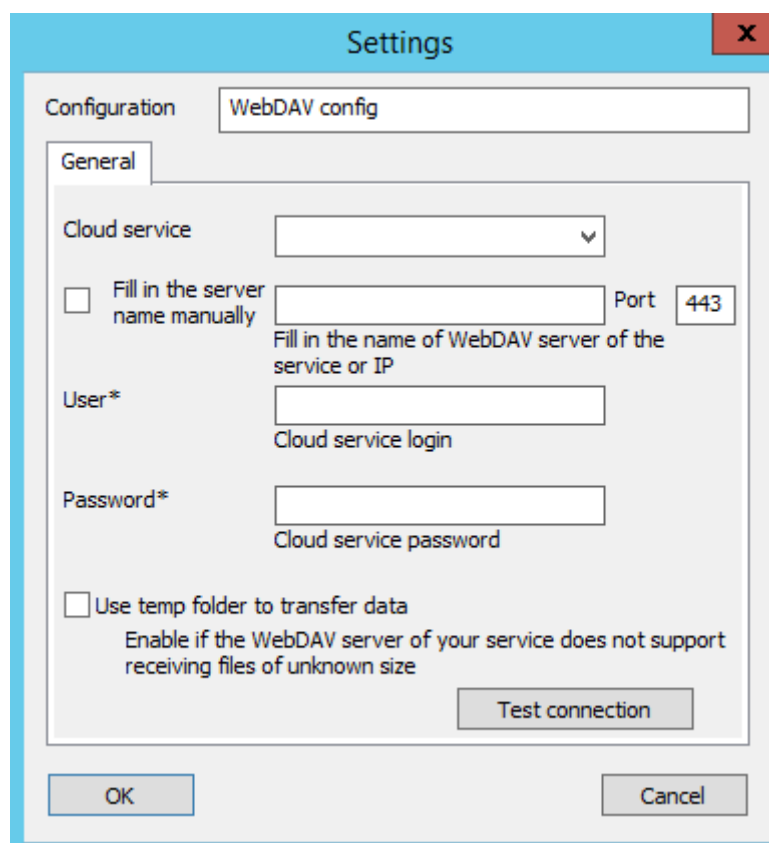 Settings
x
Configuration WebDAV config
General
Cloud service
Fill in the server
name manually
Port 443
Fill in the name of WebDAV server of the
service or IP
User*
Cloud service login
Password*
Cloud service password
Use temp folder to transfer data
Enable if the WebDAV server of your service does not support
receiving files of unknown size
Test connection
OK Cancel